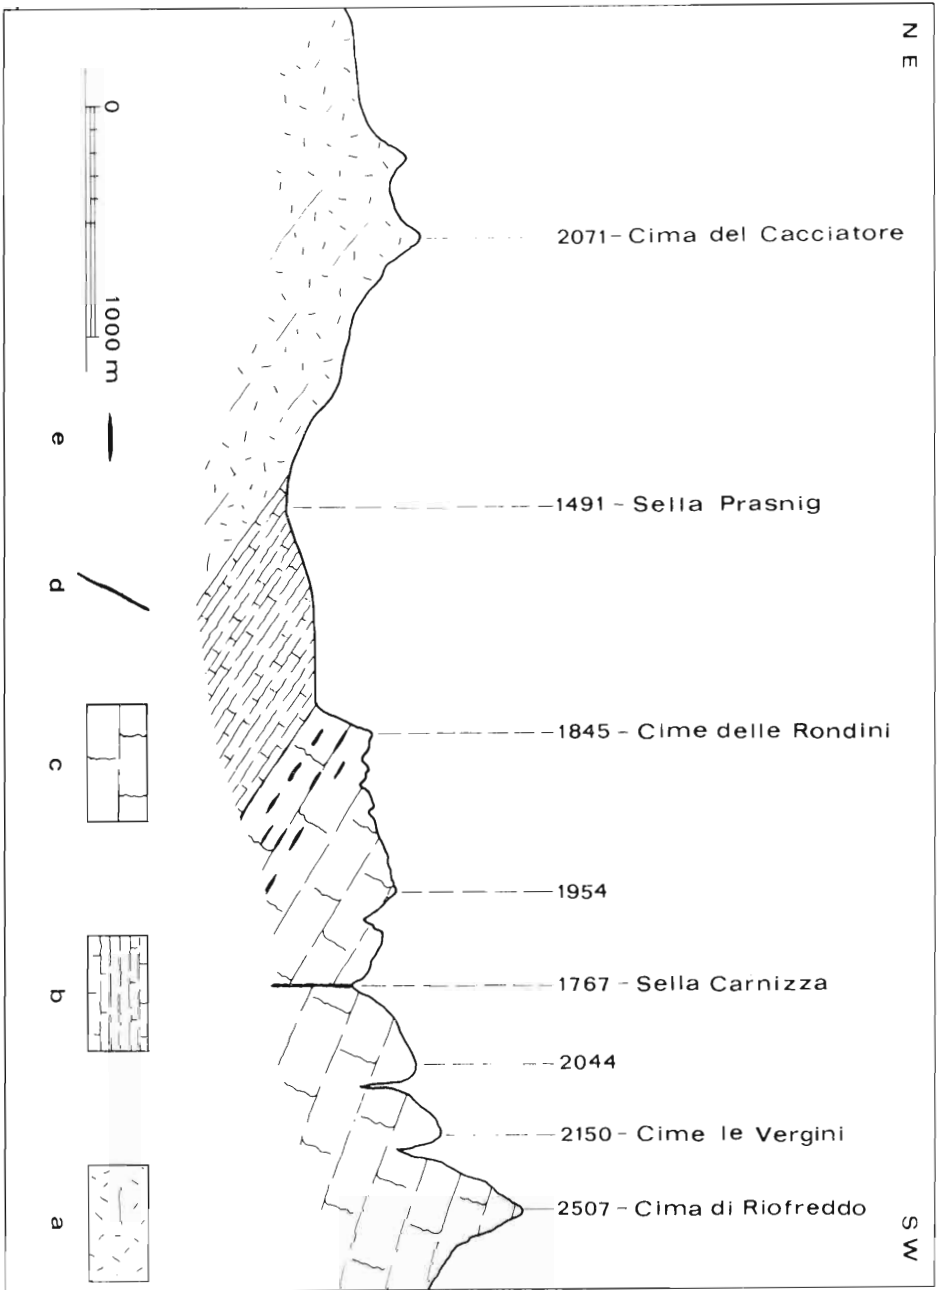 N E
0
1000 m
2071 – Cima del Cacciatore
1491 – Sella Prasnig
1845 – Cime delle Rondini
1954
1767 – Sella Carnizza
2044
2150 – Cime le Vergini
2507 – Cima di Riofreddo
S W
e
d
c
b
a